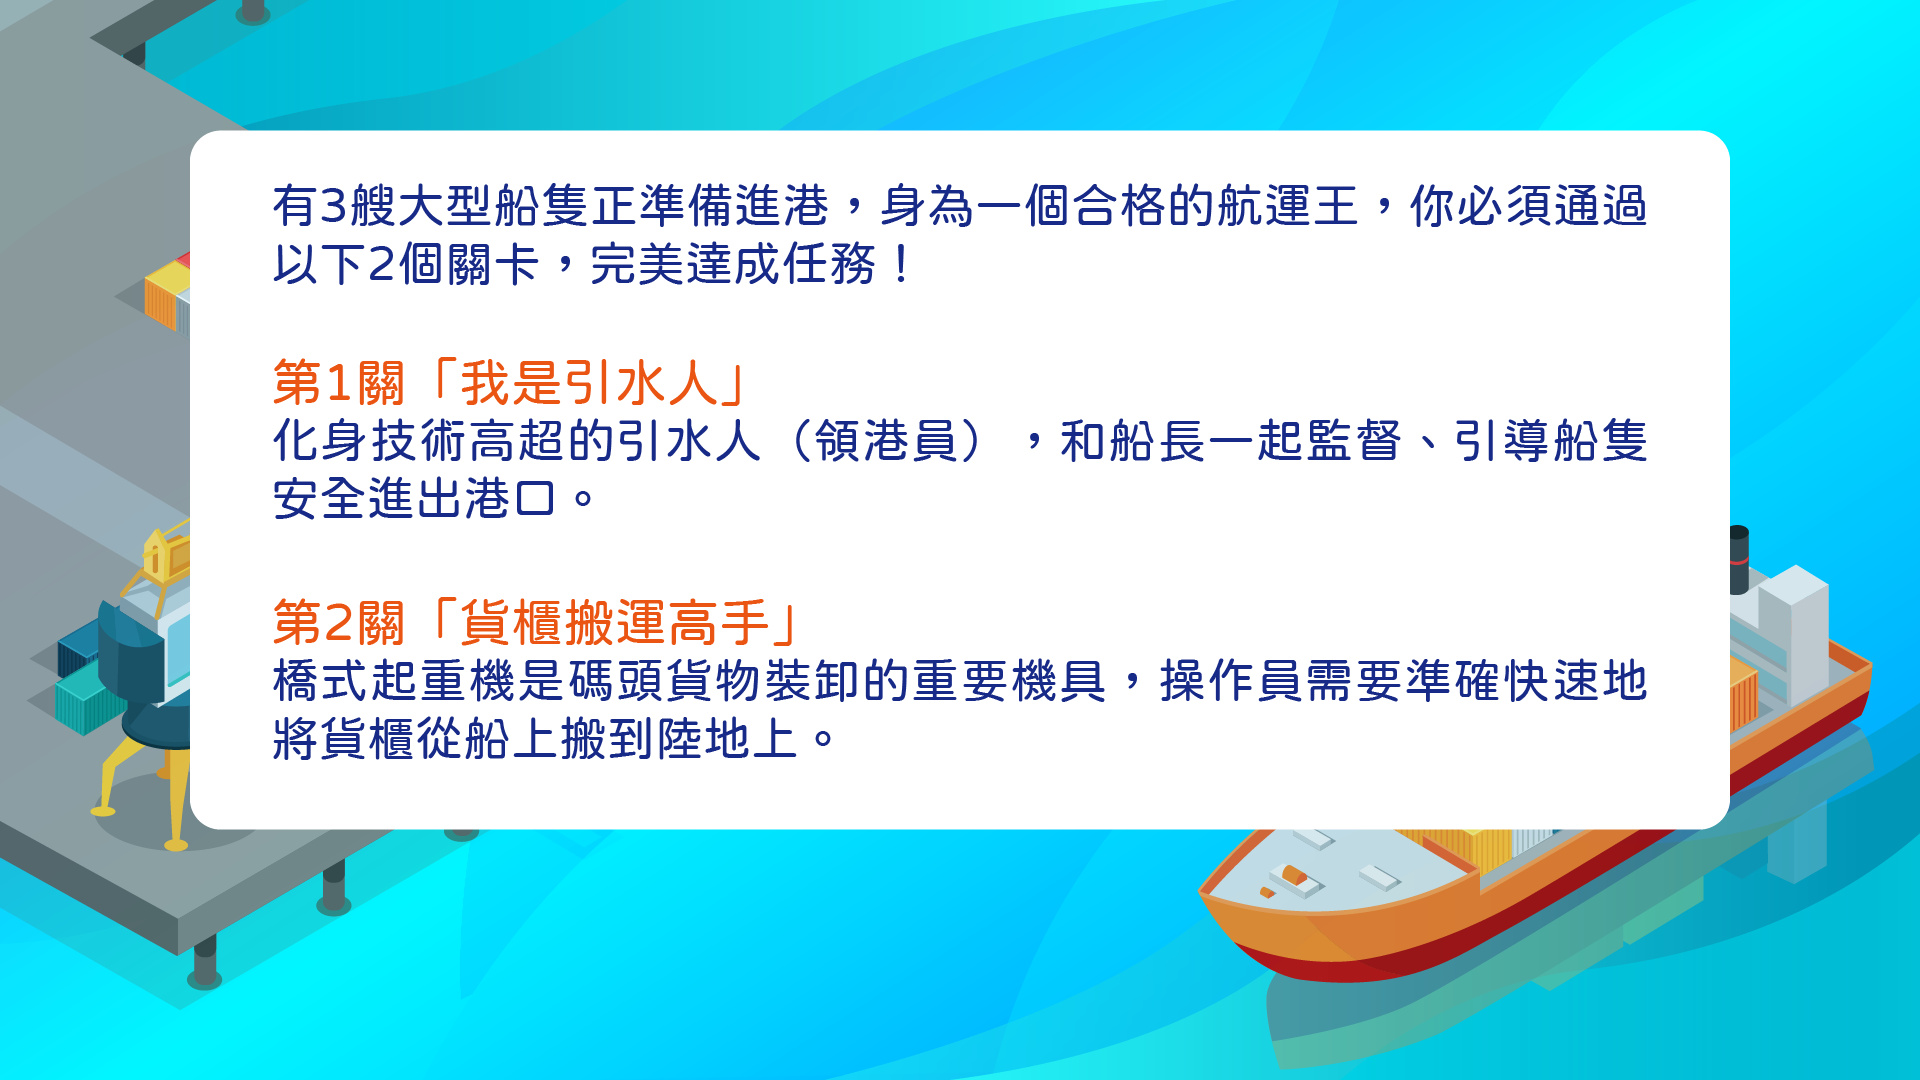 有3艘大型船隻正準備進港，身為一個合格的航運王，你必須通過
以下2個關卡，完美達成任務！
第1關「我是引水人」
化身技術高超的引水人（領港員），和船長一起監督、引導船隻
安全進出港口。
第2關「貨櫃搬運高手」
橋式起重機是碼頭貨物裝卸的重要機具，操作員需要準確快速地
將貨櫃從船上搬到陸地上。